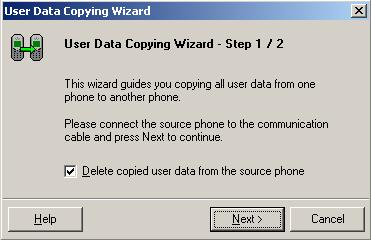 User Data Copying Wizard
User Data Copying Wizard - Step 1 / 2
This wizard guides you copying all user data from one
phone to another phone.
Please connect the source phone to the communication
cable and press Next to continue.
Delete copied user data from the source phone
Help
Next >
Cancel